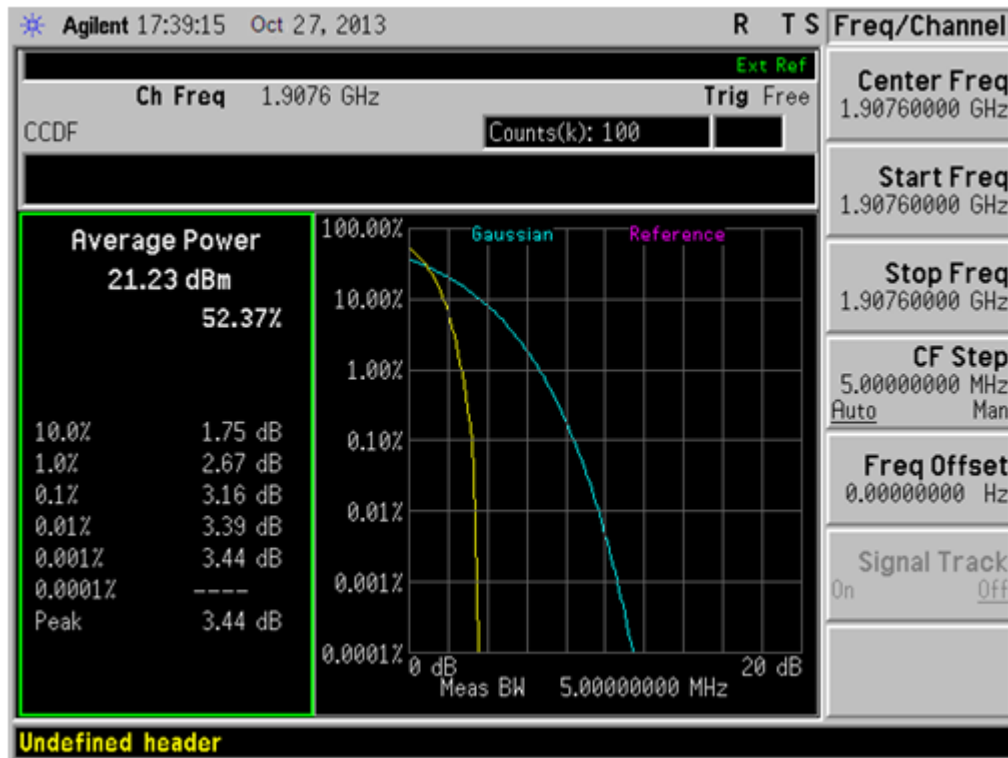 Agilent 17:39:15 Oct 27, 2013 R T S Freq/Channel
Ext Ref
Ch Freq 1.9076 GHz Trig Free
CCDF Counts(k): 100
Center Freq
1.90760000 GHz
Start Freq
1.90760000 GHz
Stop Freq
1.90760000 GHz
CF Step
5.00000000 MHz
Auto Man
Freq Offset
0.00000000 Hz
Signal Track
On Off
Average Power
21.23 dBm
52.37%
10.0% 1.75 dB
1.0% 2.67 dB
0.1% 3.16 dB
0.01% 3.39 dB
0.001% 3.44 dB
0.0001% ----
Peak 3.44 dB
Gaussian Reference
100.00%
10.00%
1.00%
0.10%
0.01%
0.001%
0.0001%
0 dB 20 dB
Meas BW 5.00000000 MHz
Undefined header